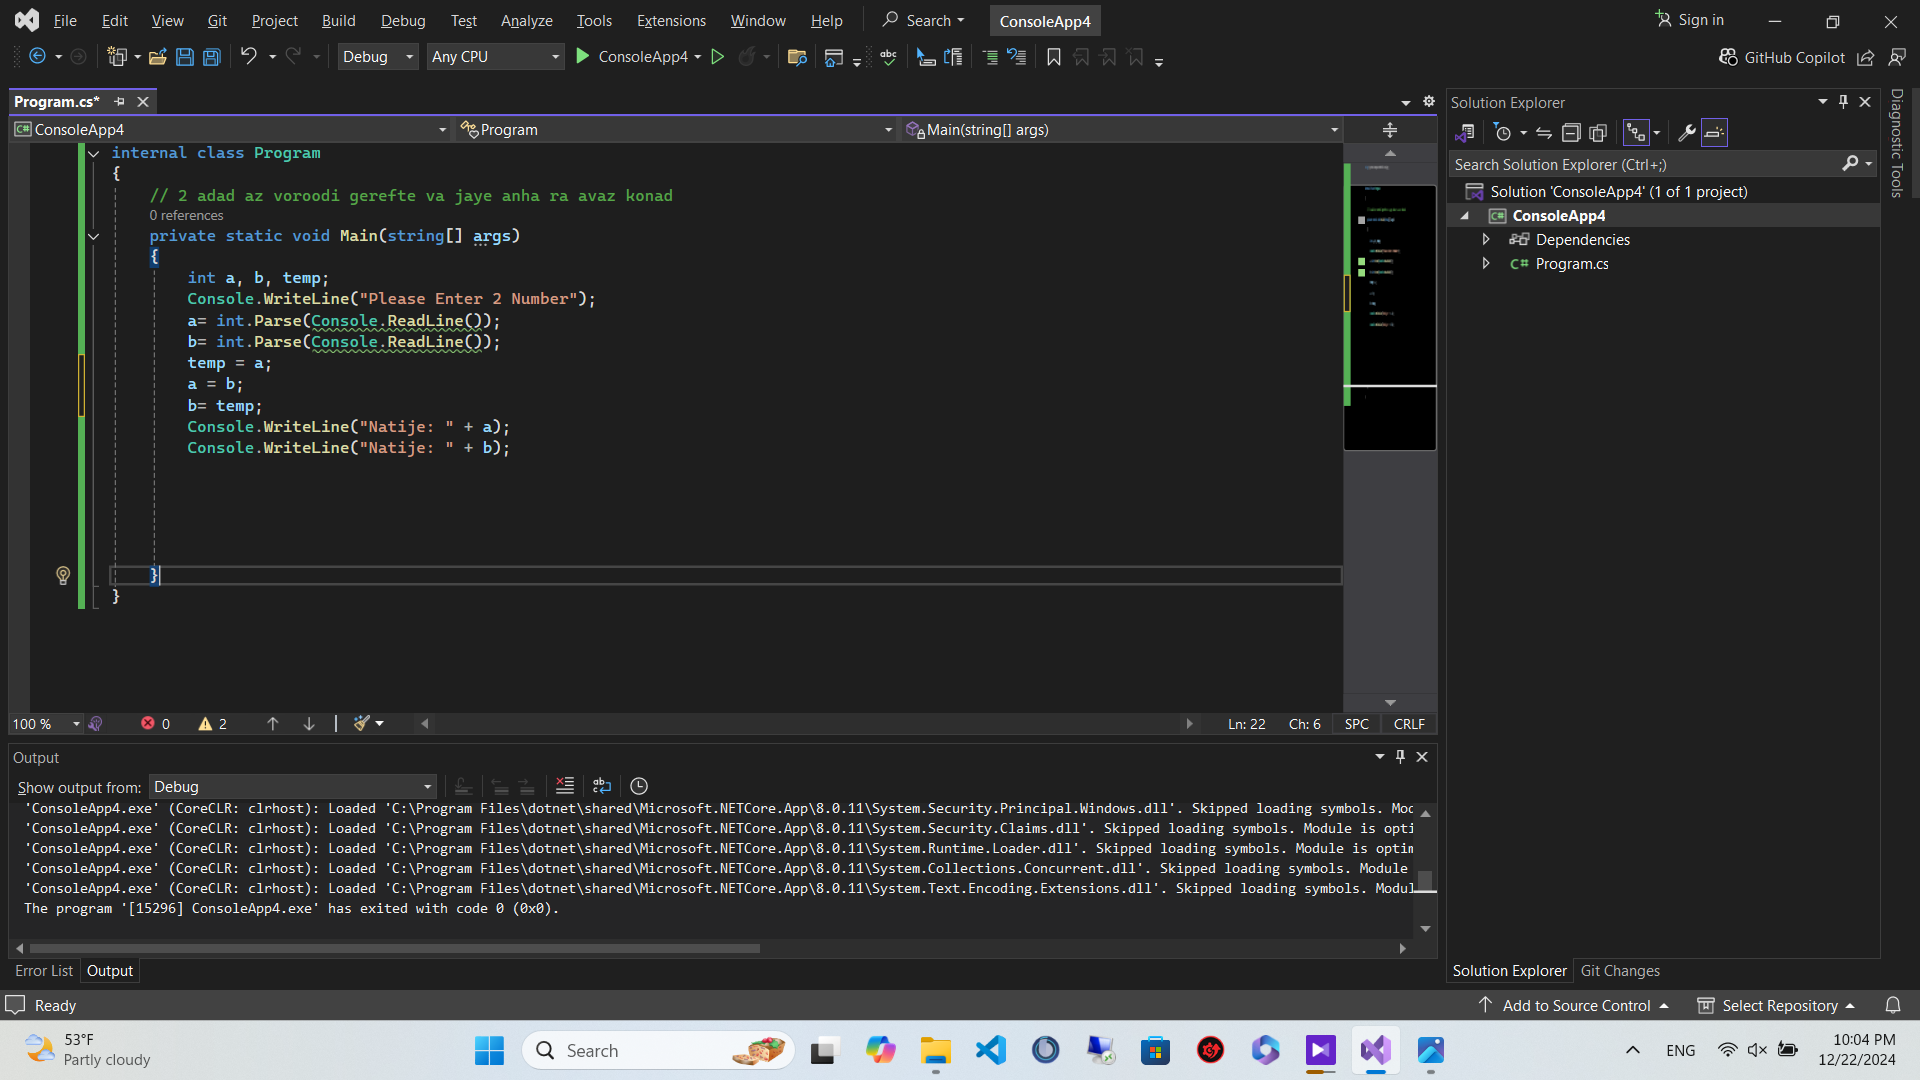 File Edit View Git Project Build Debug Test Analyze Tools Extensions Window Help Search ConsoleApp4 Sign in
Debug Any CPU ConsoleApp4 abc GitHub Copilot
Program.cs*
C# ConsoleApp4 Program Main(string[] args)
internal class Program
{
// 2 adad az voroodi gerefte va jaye anha ra avaz konad
0 references
private static void Main(string[] args)
{
int a, b, temp;
Console.WriteLine("Please Enter 2 Number");
a= int.Parse(Console.ReadLine());
b= int.Parse(Console.ReadLine());
temp = a;
a = b;
b= temp;
Console.WriteLine("Natije: " + a);
Console.WriteLine("Natije: " + b);
}
}
100 % 0 2 Ln: 22 Ch: 6 SPC CRLF
Output
Show output from: Debug
'ConsoleApp4.exe' (CoreCLR: clrhost): Loaded 'C:\Program Files\dotnet\shared\Microsoft.NETCore.App\8.0.11\System.Security.Principal.Windows.dll'. Skipped loading symbols. Moc
'ConsoleApp4.exe' (CoreCLR: clrhost): Loaded 'C:\Program Files\dotnet\shared\Microsoft.NETCore.App\8.0.11\System.Security.Claims.dll'. Skipped loading symbols. Module is opti
'ConsoleApp4.exe' (CoreCLR: clrhost): Loaded 'C:\Program Files\dotnet\shared\Microsoft.NETCore.App\8.0.11\System.Runtime.Loader.dll'. Skipped loading symbols. Module is optim
'ConsoleApp4.exe' (CoreCLR: clrhost): Loaded 'C:\Program Files\dotnet\shared\Microsoft.NETCore.App\8.0.11\System.Collections.Concurrent.dll'. Skipped loading symbols. Module
'ConsoleApp4.exe' (CoreCLR: clrhost): Loaded 'C:\Program Files\dotnet\shared\Microsoft.NETCore.App\8.0.11\System.Text.Encoding.Extensions.dll'. Skipped loading symbols. Modul
The program '[15296] ConsoleApp4.exe' has exited with code 0 (0x0).
Error List Output
Solution Explorer
Search Solution Explorer (Ctrl+;)
Solution 'ConsoleApp4' (1 of 1 project)
C# ConsoleApp4
Dependencies
C# Program.cs
Solution Explorer Git Changes
Diagnostic Tools
Ready Add to Source Control Select Repository
53°F
Partly cloudy
Search
ENG
10:04 PM
12/22/2024